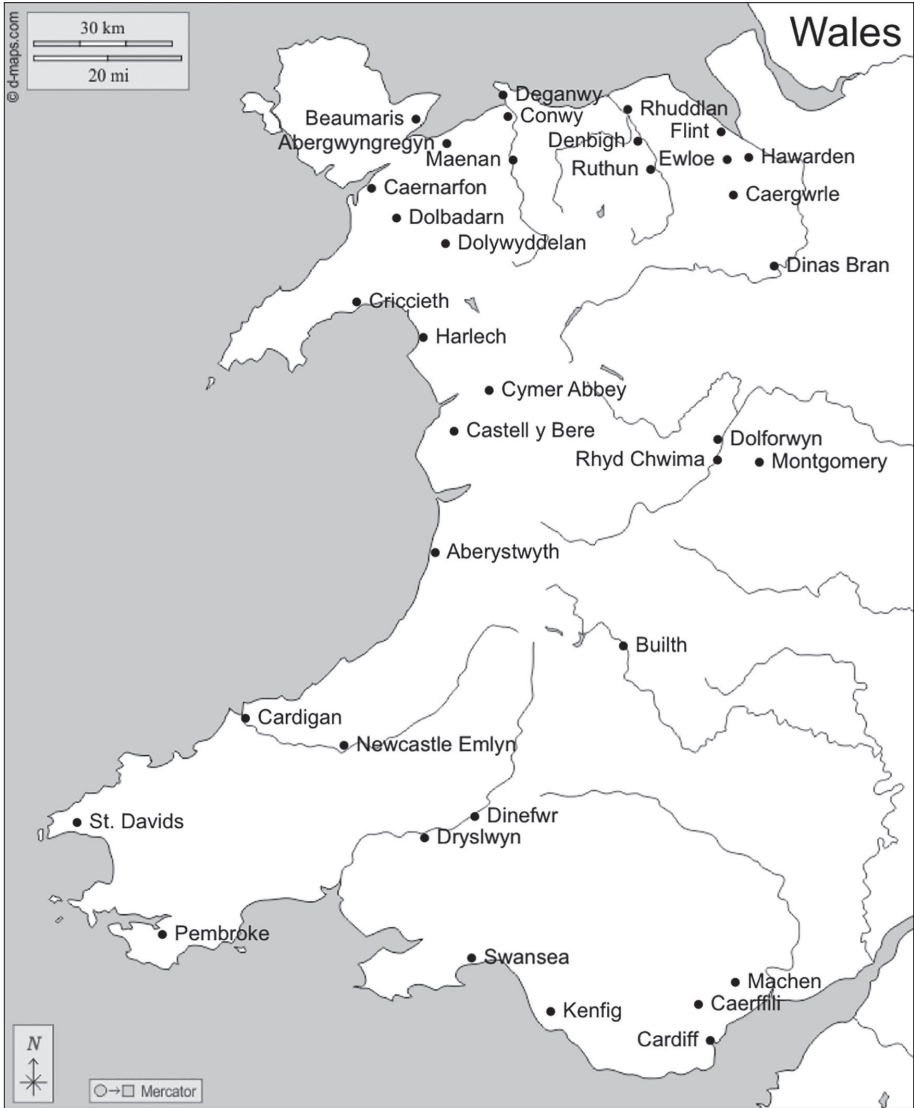 © d-maps.com
30 km
20 mi
Wales
Deganwy
Rhuddlan
Beaumaris
Conwy
Flint
Abergwyngregyn
Denbigh
Maenan
Ewloe
Hawarden
Ruthun
Caernarfon
Caergwrle
Dolbadarn
Dolywyddelan
Dinas Bran
Criccieth
Harlech
Cymer Abbey
Castell y Bere
Dolforwyn
Rhyd Chwima
Montgomery
Aberystwyth
Builth
Cardigan
Newcastle Emlyn
Dinefwr
St. Davids
Dryslwyn
Pembroke
Swansea
Machen
Caerffili
Kenfig
Cardiff
N
Mercator